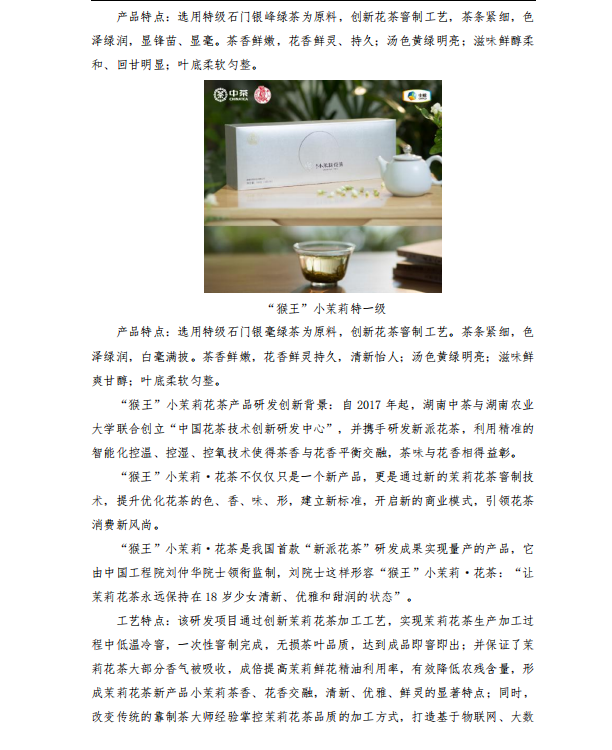 产品特点：选用特级石门银峰绿茶为原料，创新花茶窨制工艺，茶条紧细，色
泽绿润，显锋苗、显毫。茶香鲜嫩，花香鲜灵、持久；汤色黄绿明亮；滋味鲜醇柔
和、回甘明显；叶底柔软匀整。
中茶
“猴王”小茉莉特一级
产品特点：选用特级石门银毫绿茶为原料，创新花茶窨制工艺。茶条紧细，色
泽绿润，白毫满披。茶香鲜嫩，花香鲜灵持久，清新怡人；汤色黄绿明亮；滋味鲜
爽甘醇；叶底柔软匀整。
“猴王”小茉莉花茶产品研发创新背景：自 2017 年起，湖南中茶与湖南农业
大学联合创立“中国花茶技术创新研发中心”，并携手研发新派花茶，利用精准的
智能化控温、控湿、控氧技术使得茶香与花香平衡交融，茶味与花香相得益彰。
“猴王”小茉莉·花茶不仅仅只是一个新产品，更是通过新的茉莉花茶窨制技
术，提升优化花茶的色、香、味、形，建立新标准，开启新的商业模式，引领花茶
消费新风尚。
“猴王”小茉莉·花茶是我国首款“新派花茶”研发成果实现量产的产品，它
由中国工程院刘仲华院士领衔监制，刘院士这样形容“猴王”小茉莉·花茶：“让
茉莉花茶永远保持在 18 岁少女清新、优雅和甜润的状态”。
工艺特点：该研发项目通过创新茉莉花茶加工工艺，实现茉莉花茶生产加工过
程中低温冷窨，一次性窨制完成，无损茶叶品质，达到成品即窨即出；并保证了茉
莉花茶大部分香气被吸收，成倍提高茉莉鲜花精油利用率，有效降低农残含量，形
成茉莉花茶新产品小茉莉茶香、花香交融，清新、优雅、鲜灵的显著特点；同时，
改变传统的靠制茶大师经验掌控茉莉花茶品质的加工方式，打造基于物联网、大数